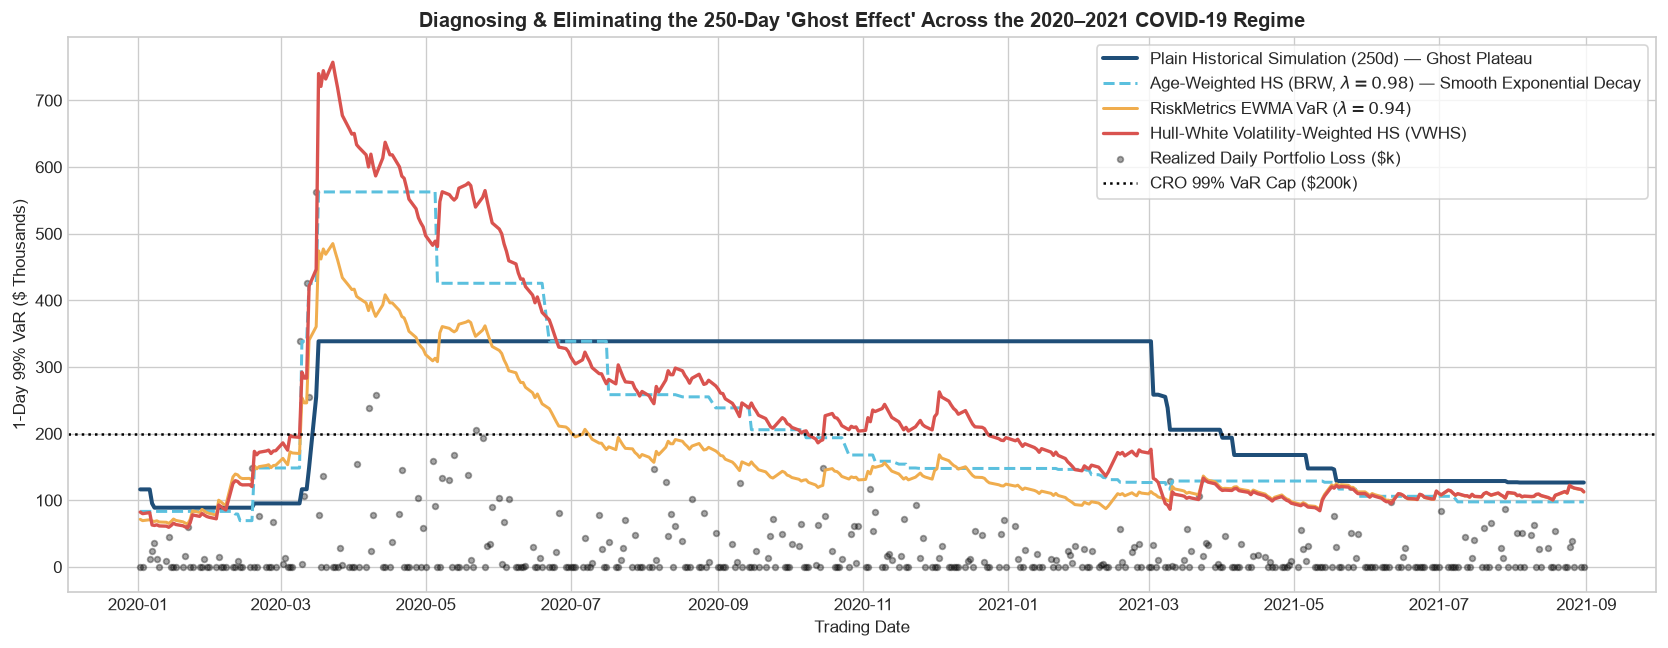 Diagnosing & Eliminating the 250-Day 'Ghost Effect' Across the 2020–2021 COVID-19 Regime
Plain Historical Simulation (250d) — Ghost Plateau
Age-Weighted HS (BRW, λ = 0.98) — Smooth Exponential Decay
RiskMetrics EWMA VaR (λ = 0.94)
Hull-White Volatility-Weighted HS (VWHS)
Realized Daily Portfolio Loss ($k)
CRO 99% VaR Cap ($200k)
1-Day 99% VaR ($ Thousands)
700
600
500
400
300
200
100
0
2020-01 2020-03 2020-05 2020-07 2020-09 2020-11 2021-01 2021-03 2021-05 2021-07 2021-09
Trading Date